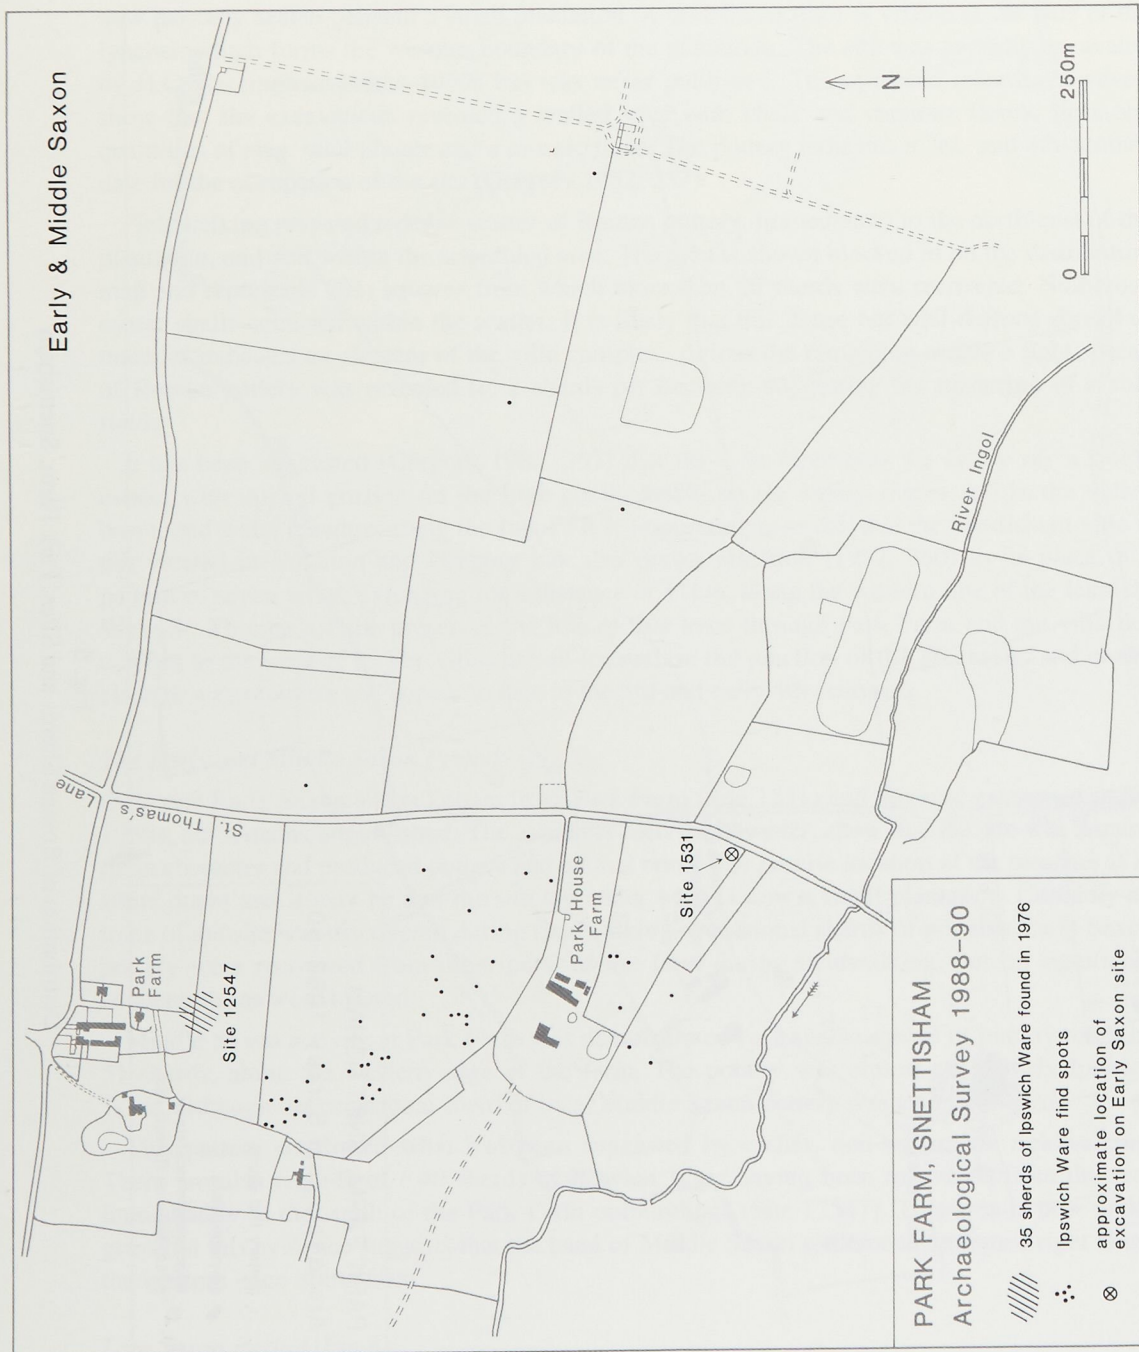 Early & Middle Saxon
N
0
250m
St.
Thomas's
Lane
Park
Farm
Site 12547
Park House
Farm
Site 1531
River Ingol
PARK FARM, SNETTISHAM
Archaeological Survey 1988–90
35 sherds of Ipswich Ware found in 1976
Ipswich Ware find spots
approximate location of
excavation on Early Saxon site